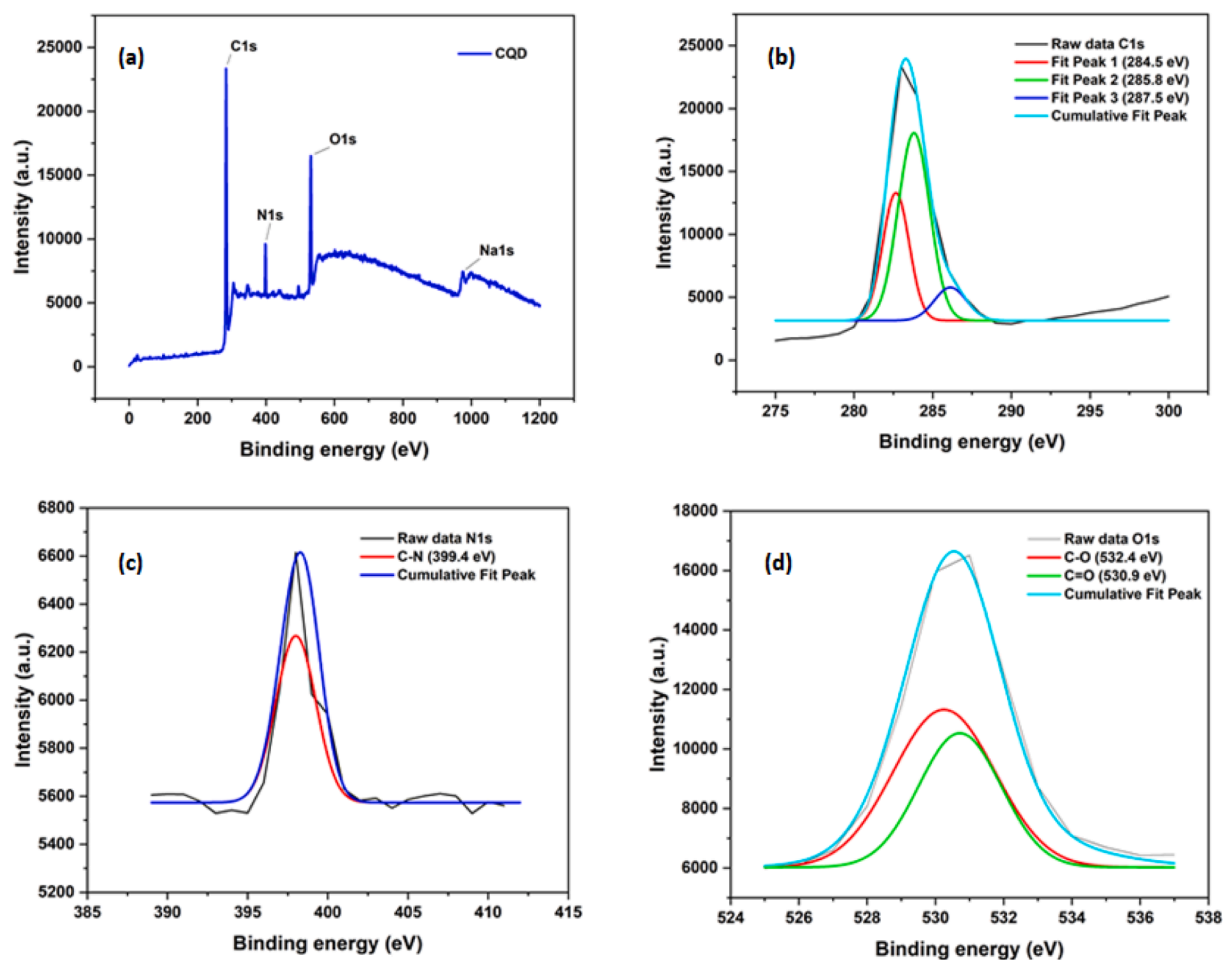 (a)
CQD
C1s
O1s
N1s
Na1s
25000
20000
15000
10000
5000
0
0 200 400 600 800 1000 1200
Intensity (a.u.)
Binding energy (eV)
(b)
Raw data C1s
Fit Peak 1 (284.5 eV)
Fit Peak 2 (285.8 eV)
Fit Peak 3 (287.5 eV)
Cumulative Fit Peak
25000
20000
15000
10000
5000
0
275 280 285 290 295 300
Intensity (a.u.)
Binding energy (eV)
(c)
Raw data N1s
C-N (399.4 eV)
Cumulative Fit Peak
6800
6600
6400
6200
6000
5800
5600
5400
5200
385 390 395 400 405 410 415
Intensity (a.u.)
Binding energy (eV)
(d)
Raw data O1s
C-O (532.4 eV)
C=O (530.9 eV)
Cumulative Fit Peak
18000
16000
14000
12000
10000
8000
6000
524 526 528 530 532 534 536 538
Intensity (a.u.)
Binding energy (eV)